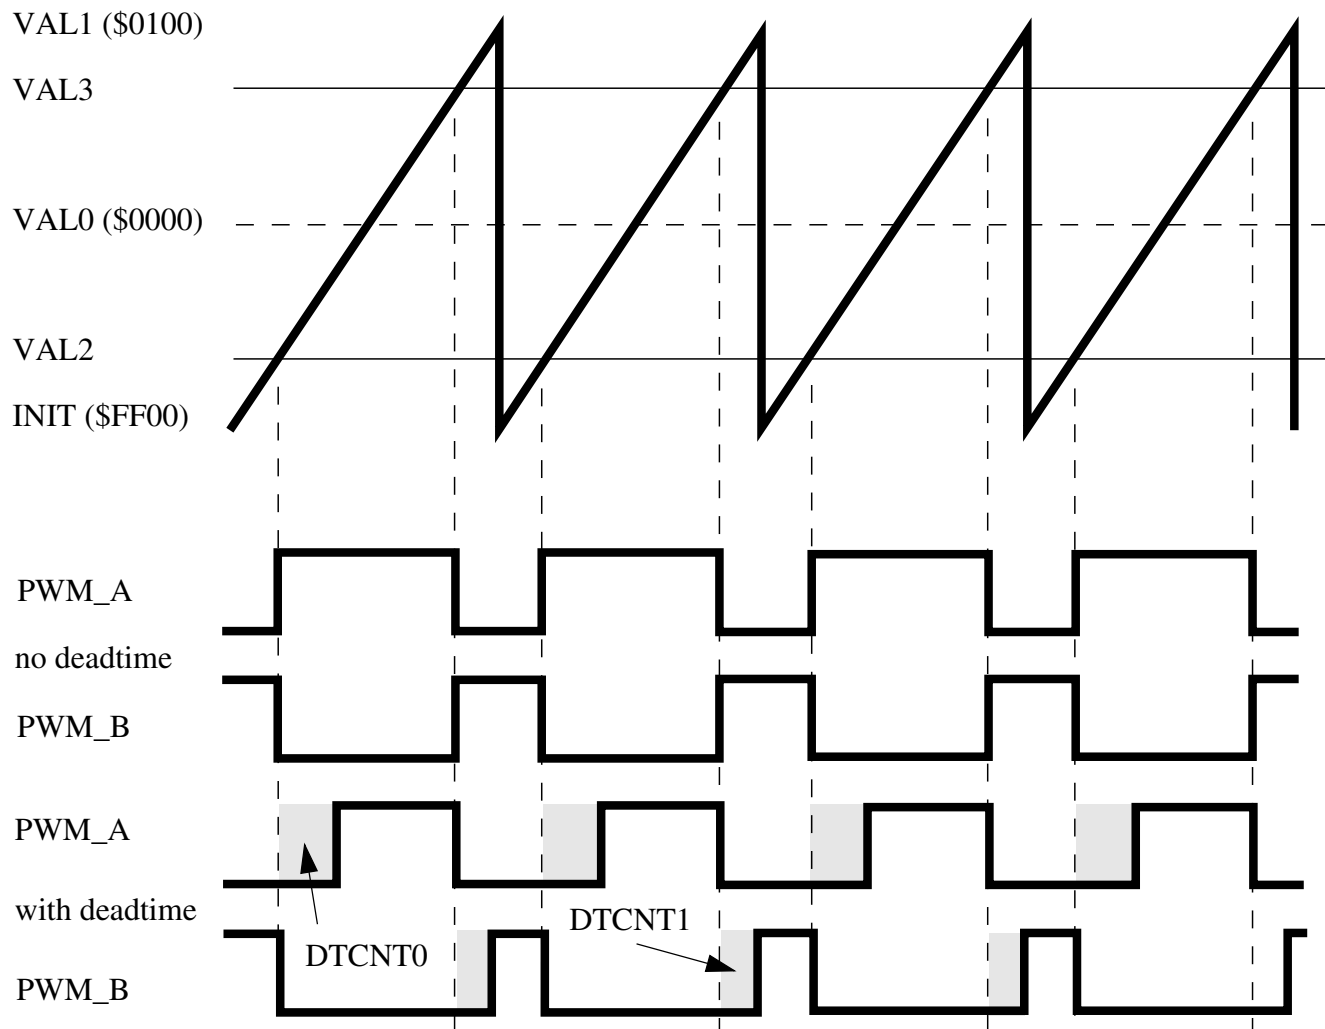 VAL1 ($0100)
VAL3
VAL0 ($0000)
VAL2
INIT ($FF00)
PWM_A
no deadtime
PWM_B
PWM_A
with deadtime
DTCNT1
DTCNT0
PWM_B